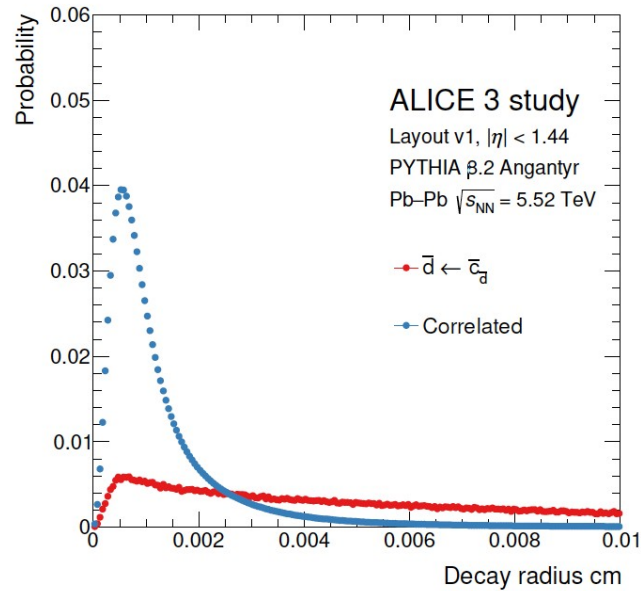 Probability
0.06
0.05
0.04
0.03
0.02
0.01
0
ALICE 3 study
Layout v1, |η| < 1.44
PYTHIA 8.2 Angantyr
Pb–Pb √s_NN = 5.52 TeV
d̅ ← c̅_d̅
Correlated
0 0.002 0.004 0.006 0.008 0.01
Decay radius cm